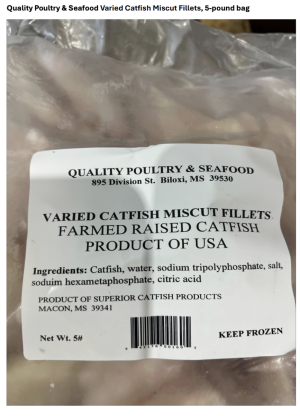 Quality Poultry & Seafood Varied Catfish Miscut Fillets, 5-pound bag
QUALITY POULTRY & SEAFOOD
895 Division St. Biloxi, MS 39530
VARIED CATFISH MISCUT FILLETS
FARMED RAISED CATFISH
PRODUCT OF USA
Ingredients: Catfish, water, sodium tripolyphosphate, salt,
soduim hexametaphosphate, citric acid
PRODUCT OF SUPERIOR CATFISH PRODUCTS
MACON, MS 39341
Net Wt. 5#
KEEP FROZEN